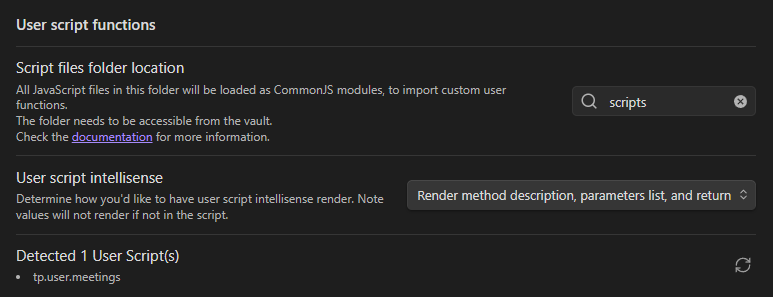 User script functions
Script files folder location
All JavaScript files in this folder will be loaded as CommonJS modules, to import custom user
functions.
The folder needs to be accessible from the vault.
Check the documentation for more information.
scripts
User script intellisense
Determine how you'd like to have user script intellisense render. Note
values will not render if not in the script.
Render method description, parameters list, and return
Detected 1 User Script(s)
• tp.user.meetings